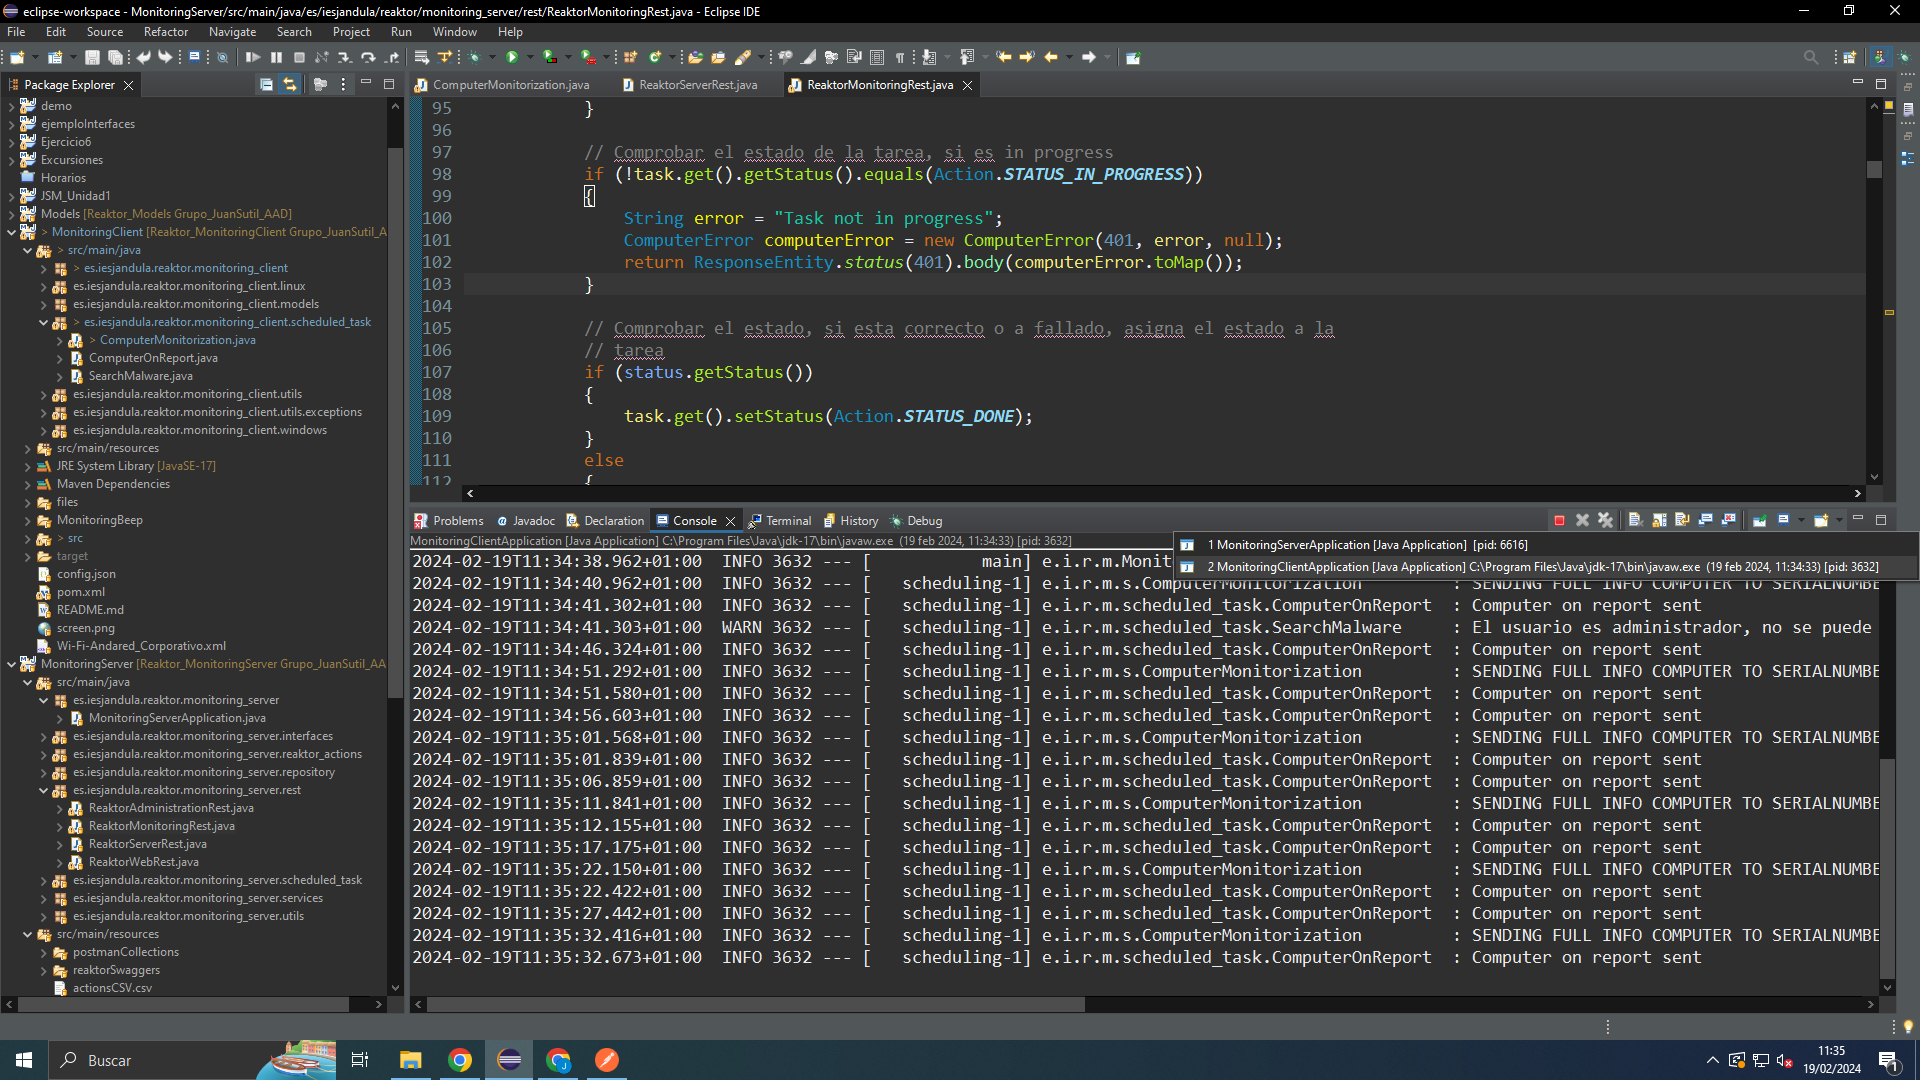 eclipse-workspace - MonitoringServer/src/main/java/es/iesjandula/reaktor/monitoring_server/rest/ReaktorMonitoringRest.java - Eclipse IDE
File Edit Source Refactor Navigate Search Project Run Window Help
Package Explorer
demo
ejemploInterfaces
Ejercicio6
Excursiones
Horarios
JSM_Unidad1
Models [Reaktor_Models Grupo_JuanSutil_AAD]
> MonitoringClient [Reaktor_MonitoringClient Grupo_JuanSutil_A
> src/main/java
> es.iesjandula.reaktor.monitoring_client
es.iesjandula.reaktor.monitoring_client.linux
es.iesjandula.reaktor.monitoring_client.models
> es.iesjandula.reaktor.monitoring_client.scheduled_task
> ComputerMonitorization.java
ComputerOnReport.java
SearchMalware.java
es.iesjandula.reaktor.monitoring_client.utils
es.iesjandula.reaktor.monitoring_client.utils.exceptions
es.iesjandula.reaktor.monitoring_client.windows
src/main/resources
JRE System Library [JavaSE-17]
Maven Dependencies
files
MonitoringBeep
> src
target
config.json
pom.xml
README.md
screen.png
Wi-Fi-Andared_Corporativo.xml
MonitoringServer [Reaktor_MonitoringServer Grupo_JuanSutil_AA
src/main/java
es.iesjandula.reaktor.monitoring_server
MonitoringServerApplication.java
es.iesjandula.reaktor.monitoring_server.interfaces
es.iesjandula.reaktor.monitoring_server.reaktor_actions
es.iesjandula.reaktor.monitoring_server.repository
es.iesjandula.reaktor.monitoring_server.rest
ReaktorAdministrationRest.java
ReaktorMonitoringRest.java
ReaktorServerRest.java
ReaktorWebRest.java
es.iesjandula.reaktor.monitoring_server.scheduled_task
es.iesjandula.reaktor.monitoring_server.services
es.iesjandula.reaktor.monitoring_server.utils
src/main/resources
postmanCollections
reaktorSwaggers
actionsCSV.csv
ComputerMonitorization.java ReaktorServerRest.java ReaktorMonitoringRest.java
95 }
96
97 // Comprobar el estado de la tarea, si es in progress
98 if (!task.get().getStatus().equals(Action.STATUS_IN_PROGRESS))
99 {
100 String error = "Task not in progress";
101 ComputerError computerError = new ComputerError(401, error, null);
102 return ResponseEntity.status(401).body(computerError.toMap());
103 }
104
105 // Comprobar el estado, si esta correcto o a fallado, asigna el estado a la
106 // tarea
107 if (status.getStatus())
108 {
109 task.get().setStatus(Action.STATUS_DONE);
110 }
111 else
112 {
Problems Javadoc Declaration Console Terminal History Debug
MonitoringClientApplication [Java Application] C:\Program Files\Java\jdk-17\bin\javaw.exe (19 feb 2024, 11:34:33) [pid: 3632]
1 MonitoringServerApplication [Java Application] [pid: 6616]
2 MonitoringClientApplication [Java Application] C:\Program Files\Java\jdk-17\bin\javaw.exe (19 feb 2024, 11:34:33) [pid: 3632]
2024-02-19T11:34:38.962+01:00 INFO 3632 --- [ main] e.i.r.m.Monit
2024-02-19T11:34:40.962+01:00 INFO 3632 --- [ scheduling-1] e.i.r.m.s.ComputerMonitorization : SENDING FULL INFO COMPUTER TO SERIALNUMBE
2024-02-19T11:34:41.302+01:00 INFO 3632 --- [ scheduling-1] e.i.r.m.scheduled_task.ComputerOnReport : Computer on report sent
2024-02-19T11:34:41.303+01:00 WARN 3632 --- [ scheduling-1] e.i.r.m.scheduled_task.SearchMalware : El usuario es administrador, no se puede
2024-02-19T11:34:46.324+01:00 INFO 3632 --- [ scheduling-1] e.i.r.m.scheduled_task.ComputerOnReport : Computer on report sent
2024-02-19T11:34:51.292+01:00 INFO 3632 --- [ scheduling-1] e.i.r.m.s.ComputerMonitorization : SENDING FULL INFO COMPUTER TO SERIALNUMBE
2024-02-19T11:34:51.580+01:00 INFO 3632 --- [ scheduling-1] e.i.r.m.scheduled_task.ComputerOnReport : Computer on report sent
2024-02-19T11:34:56.603+01:00 INFO 3632 --- [ scheduling-1] e.i.r.m.scheduled_task.ComputerOnReport : Computer on report sent
2024-02-19T11:35:01.568+01:00 INFO 3632 --- [ scheduling-1] e.i.r.m.s.ComputerMonitorization : SENDING FULL INFO COMPUTER TO SERIALNUMBE
2024-02-19T11:35:01.839+01:00 INFO 3632 --- [ scheduling-1] e.i.r.m.scheduled_task.ComputerOnReport : Computer on report sent
2024-02-19T11:35:06.859+01:00 INFO 3632 --- [ scheduling-1] e.i.r.m.scheduled_task.ComputerOnReport : Computer on report sent
2024-02-19T11:35:11.841+01:00 INFO 3632 --- [ scheduling-1] e.i.r.m.s.ComputerMonitorization : SENDING FULL INFO COMPUTER TO SERIALNUMBE
2024-02-19T11:35:12.155+01:00 INFO 3632 --- [ scheduling-1] e.i.r.m.scheduled_task.ComputerOnReport : Computer on report sent
2024-02-19T11:35:17.175+01:00 INFO 3632 --- [ scheduling-1] e.i.r.m.scheduled_task.ComputerOnReport : Computer on report sent
2024-02-19T11:35:22.150+01:00 INFO 3632 --- [ scheduling-1] e.i.r.m.s.ComputerMonitorization : SENDING FULL INFO COMPUTER TO SERIALNUMBE
2024-02-19T11:35:22.422+01:00 INFO 3632 --- [ scheduling-1] e.i.r.m.scheduled_task.ComputerOnReport : Computer on report sent
2024-02-19T11:35:27.442+01:00 INFO 3632 --- [ scheduling-1] e.i.r.m.scheduled_task.ComputerOnReport : Computer on report sent
2024-02-19T11:35:32.416+01:00 INFO 3632 --- [ scheduling-1] e.i.r.m.s.ComputerMonitorization : SENDING FULL INFO COMPUTER TO SERIALNUMBE
2024-02-19T11:35:32.673+01:00 INFO 3632 --- [ scheduling-1] e.i.r.m.scheduled_task.ComputerOnReport : Computer on report sent
Buscar
11:35
19/02/2024
1